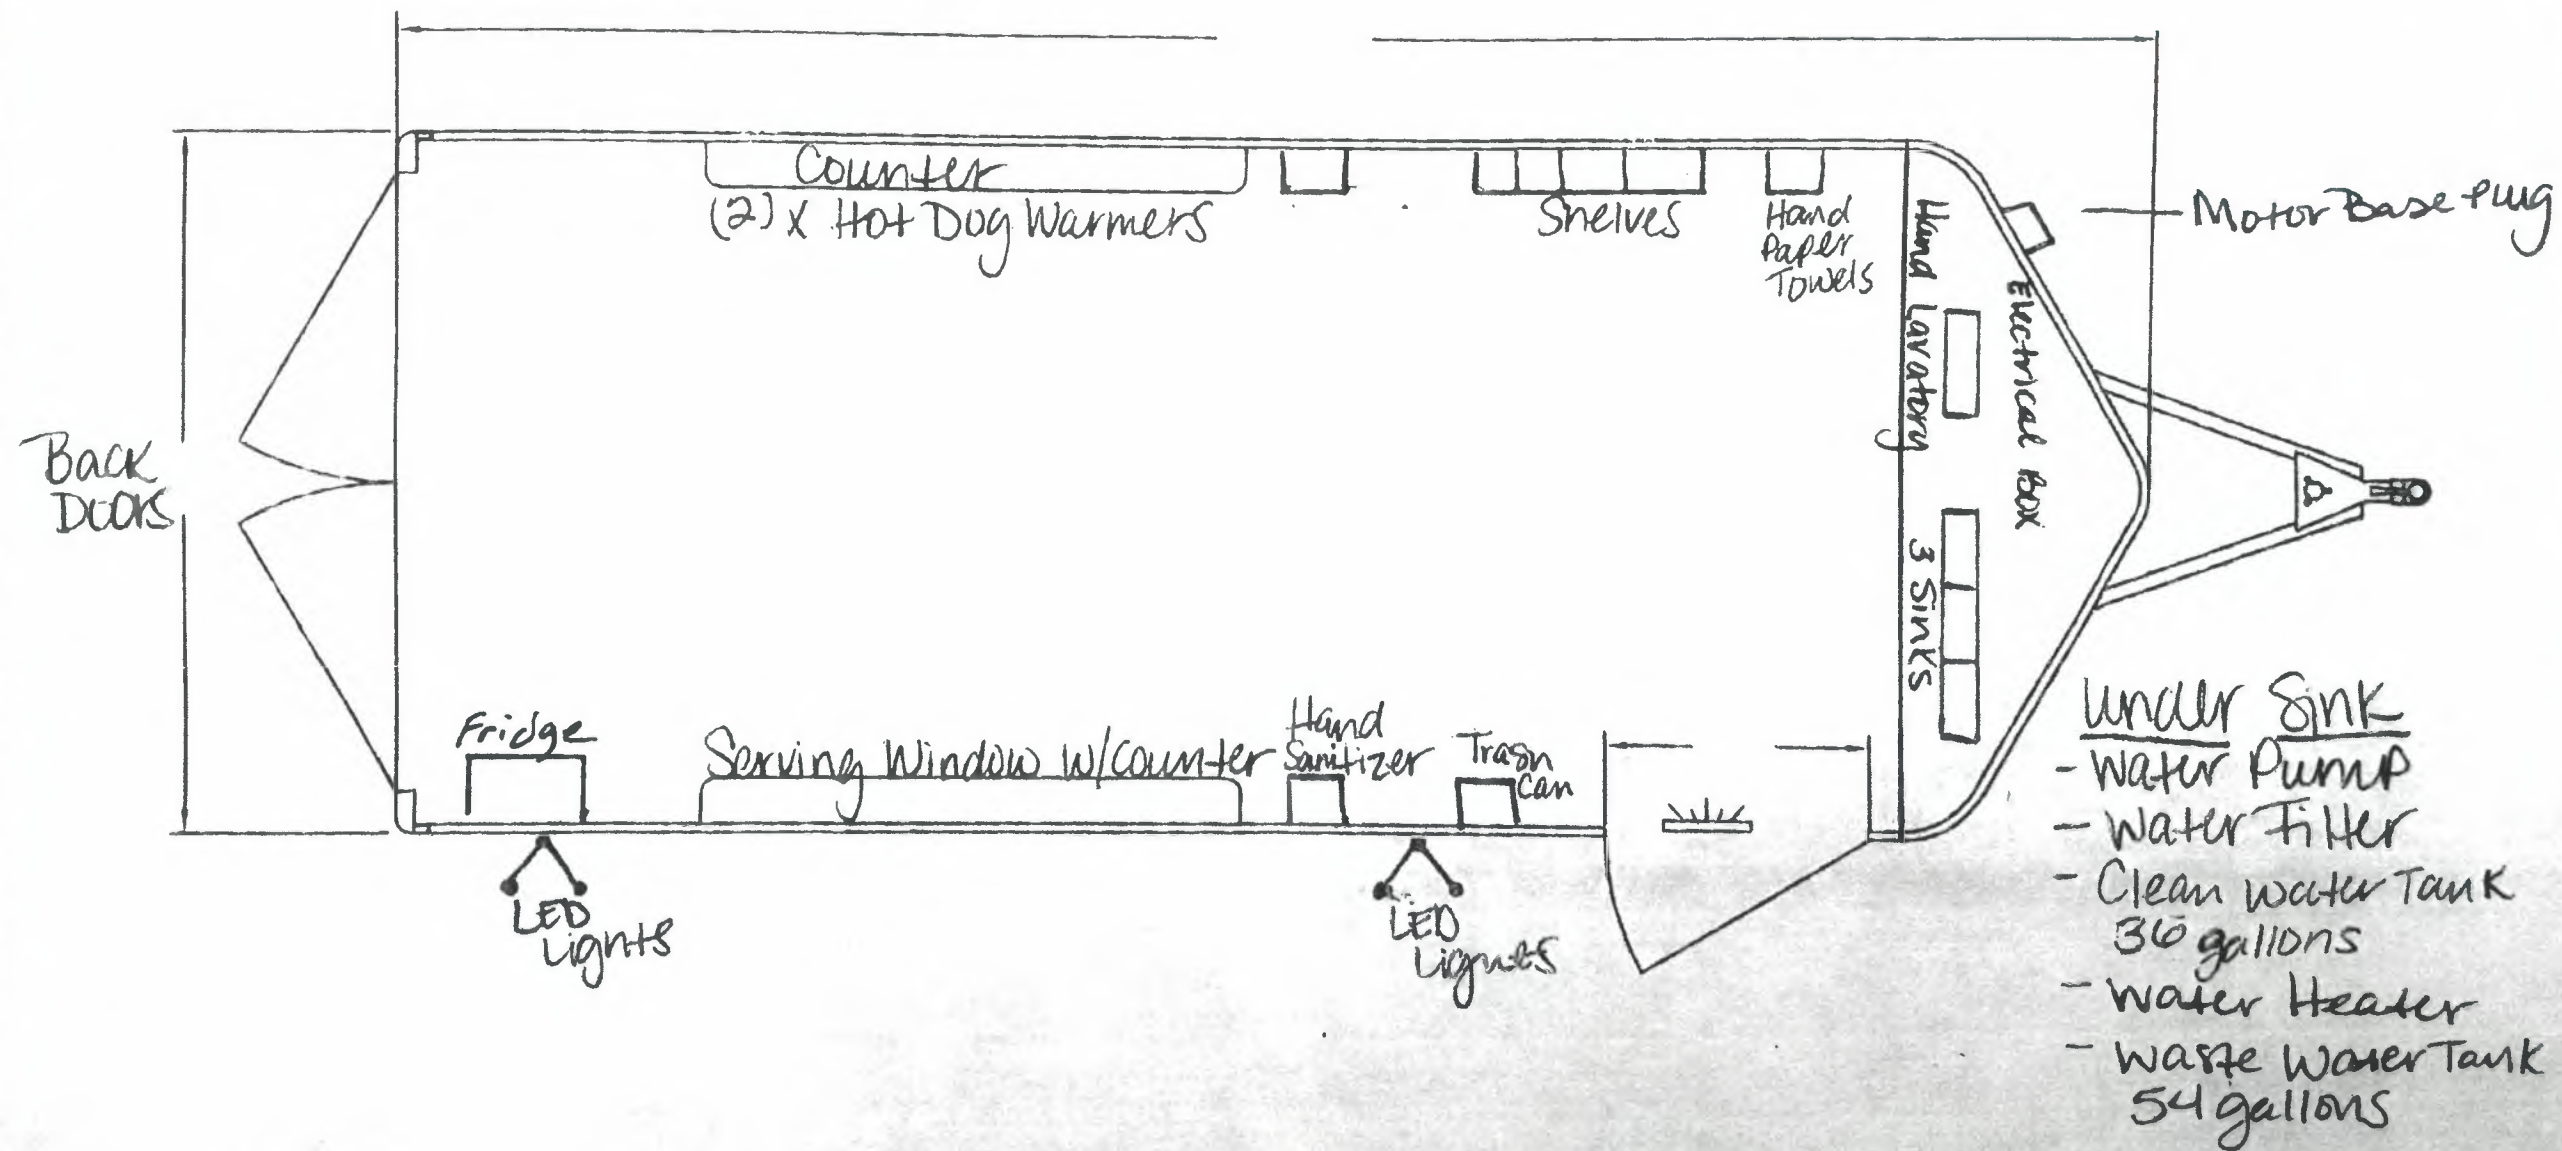 Counter
(2) x Hot Dog Warmers
Shelves
Hand
Paper
Towels
Motor Base Plug
Hand Lavatory
Electrical Box
3 Sinks
Back
Doors
Fridge
Serving Window w/counter
Hand
Sanitizer
Trash
can
LED
Lights
LED
Lights
Under Sink
- Water Pump
- Water Filter
- Clean Water Tank
36 gallons
- Water Heater
- Waste Water Tank
54 gallons